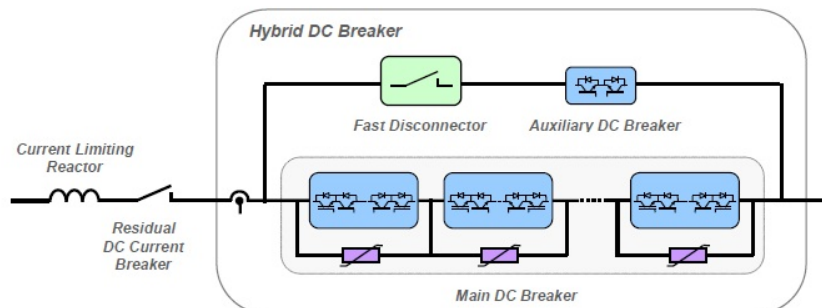 Hybrid DC Breaker
Fast Disconnector
Auxiliary DC Breaker
Current Limiting
Reactor
Residual
DC Current
Breaker
Main DC Breaker